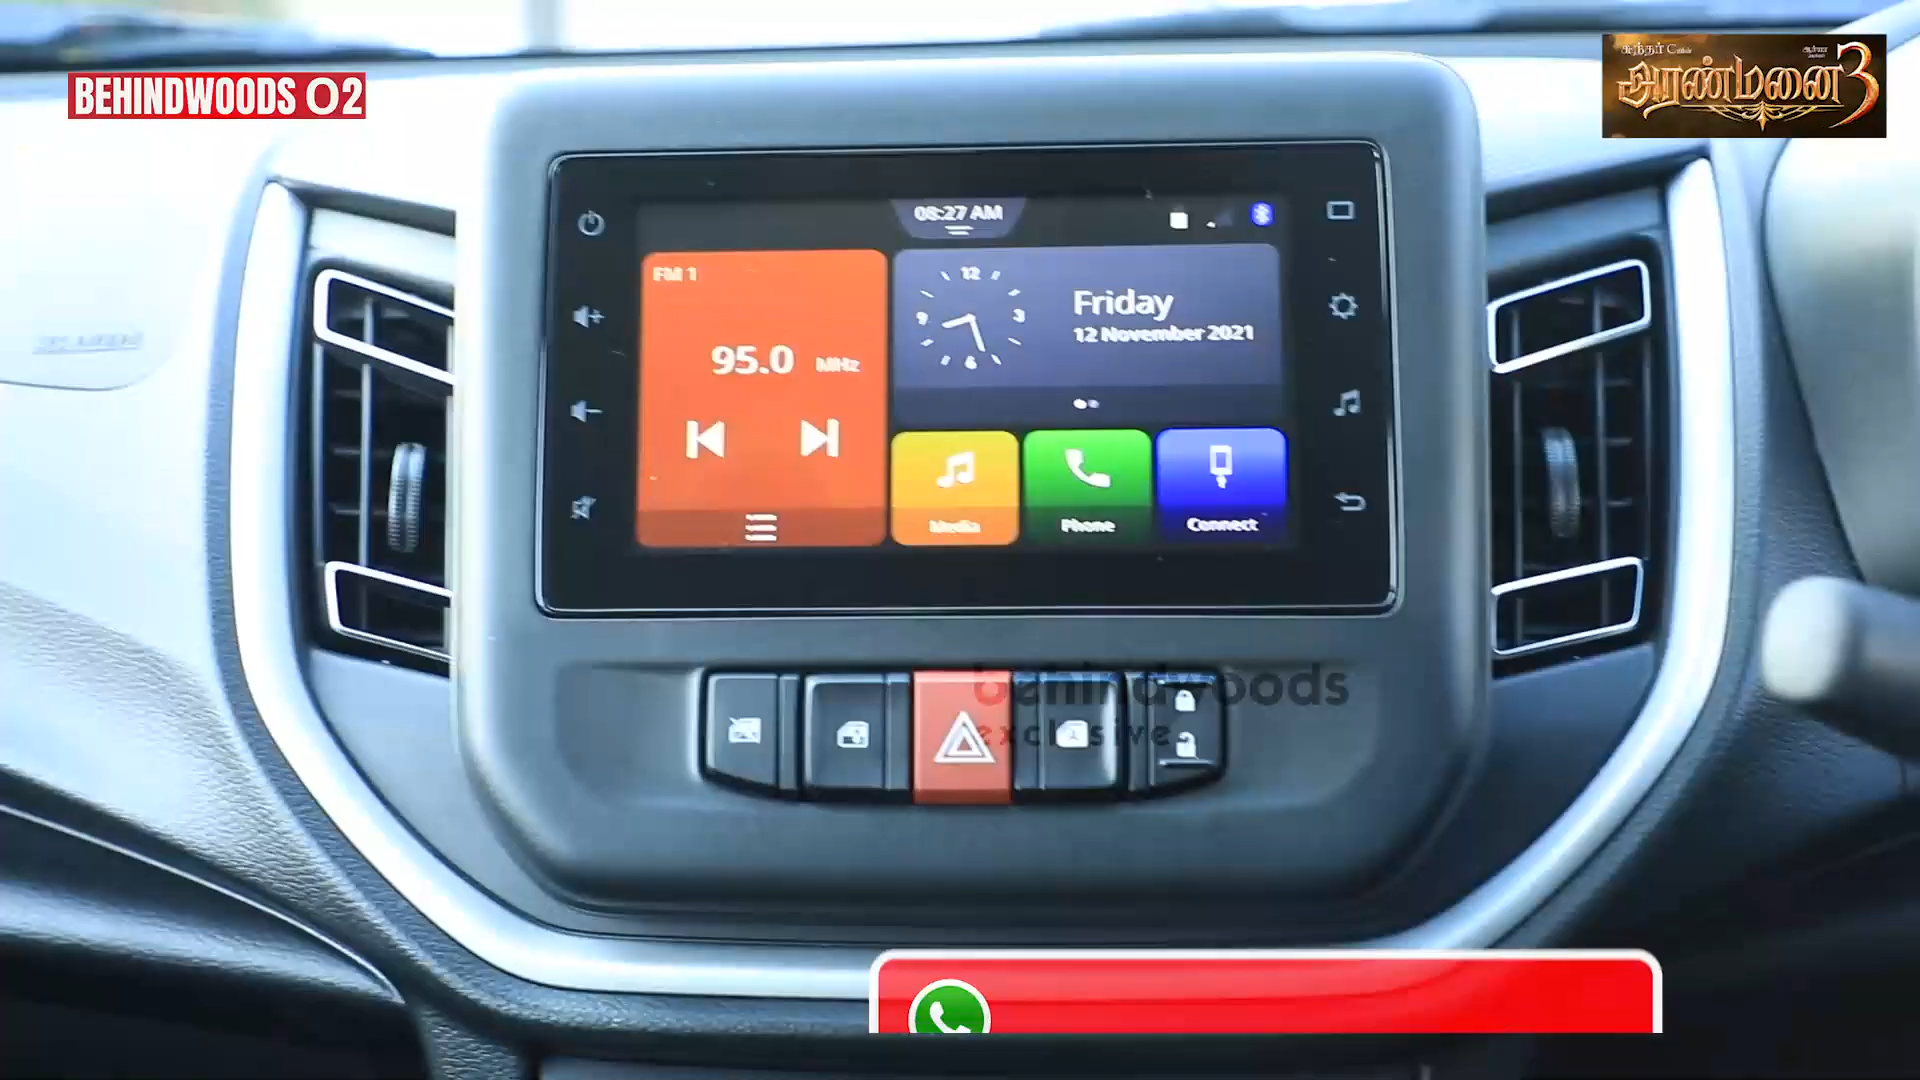 BEHINDWOODS O2
சுந்தர் C யின்
அரண்மனை 3
08:27 AM
FM 1
95.0 MHz
12
3
6
9
Friday
12 November 2021
Media
Phone
Connect
behindwoods
exclusive